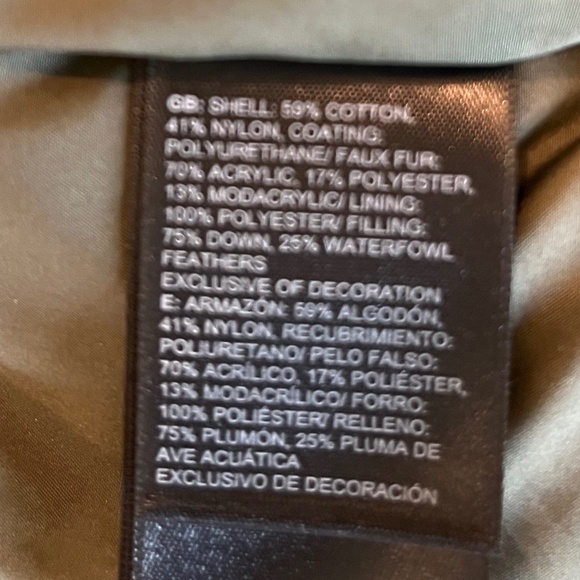 GB: SHELL: 59% COTTON,
41% NYLON, COATING:
POLYURETHANE/ FAUX FUR:
70% ACRYLIC, 17% POLYESTER,
13% MODACRYLIC/ LINING:
100% POLYESTER/ FILLING:
75% DOWN, 25% WATERFOWL
FEATHERS
EXCLUSIVE OF DECORATION
E: ARMAZÓN: 59% ALGODÓN,
41% NYLON, RECUBRIMIENTO:
POLIURETANO/ PELO FALSO:
70% ACRÍLICO, 17% POLIÉSTER,
13% MODACRÍLICO/ FORRO:
100% POLIÉSTER/ RELLENO:
75% PLUMÓN, 25% PLUMA DE
AVE ACUÁTICA
EXCLUSIVO DE DECORACIÓN